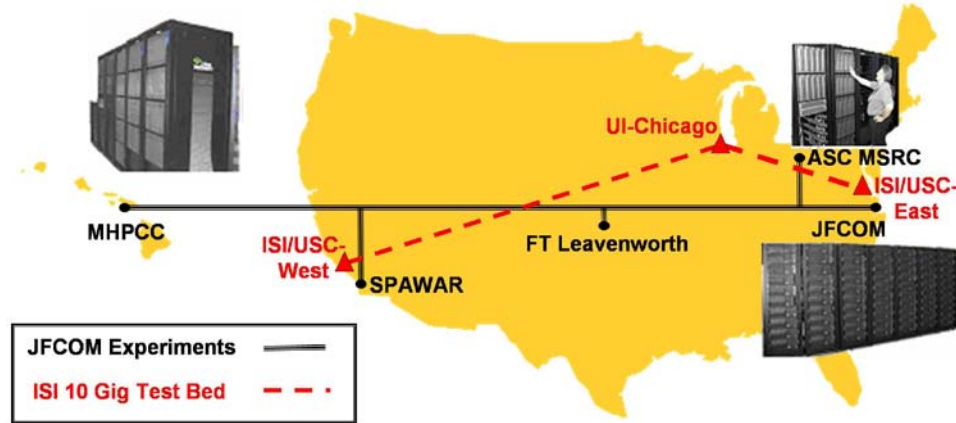 UI-Chicago
ASC MSRC
ISI/USC-
East
MHPCC
ISI/USC-
West
FT Leavenworth
JFCOM
SPAWAR
JFCOM Experiments
ISI 10 Gig Test Bed